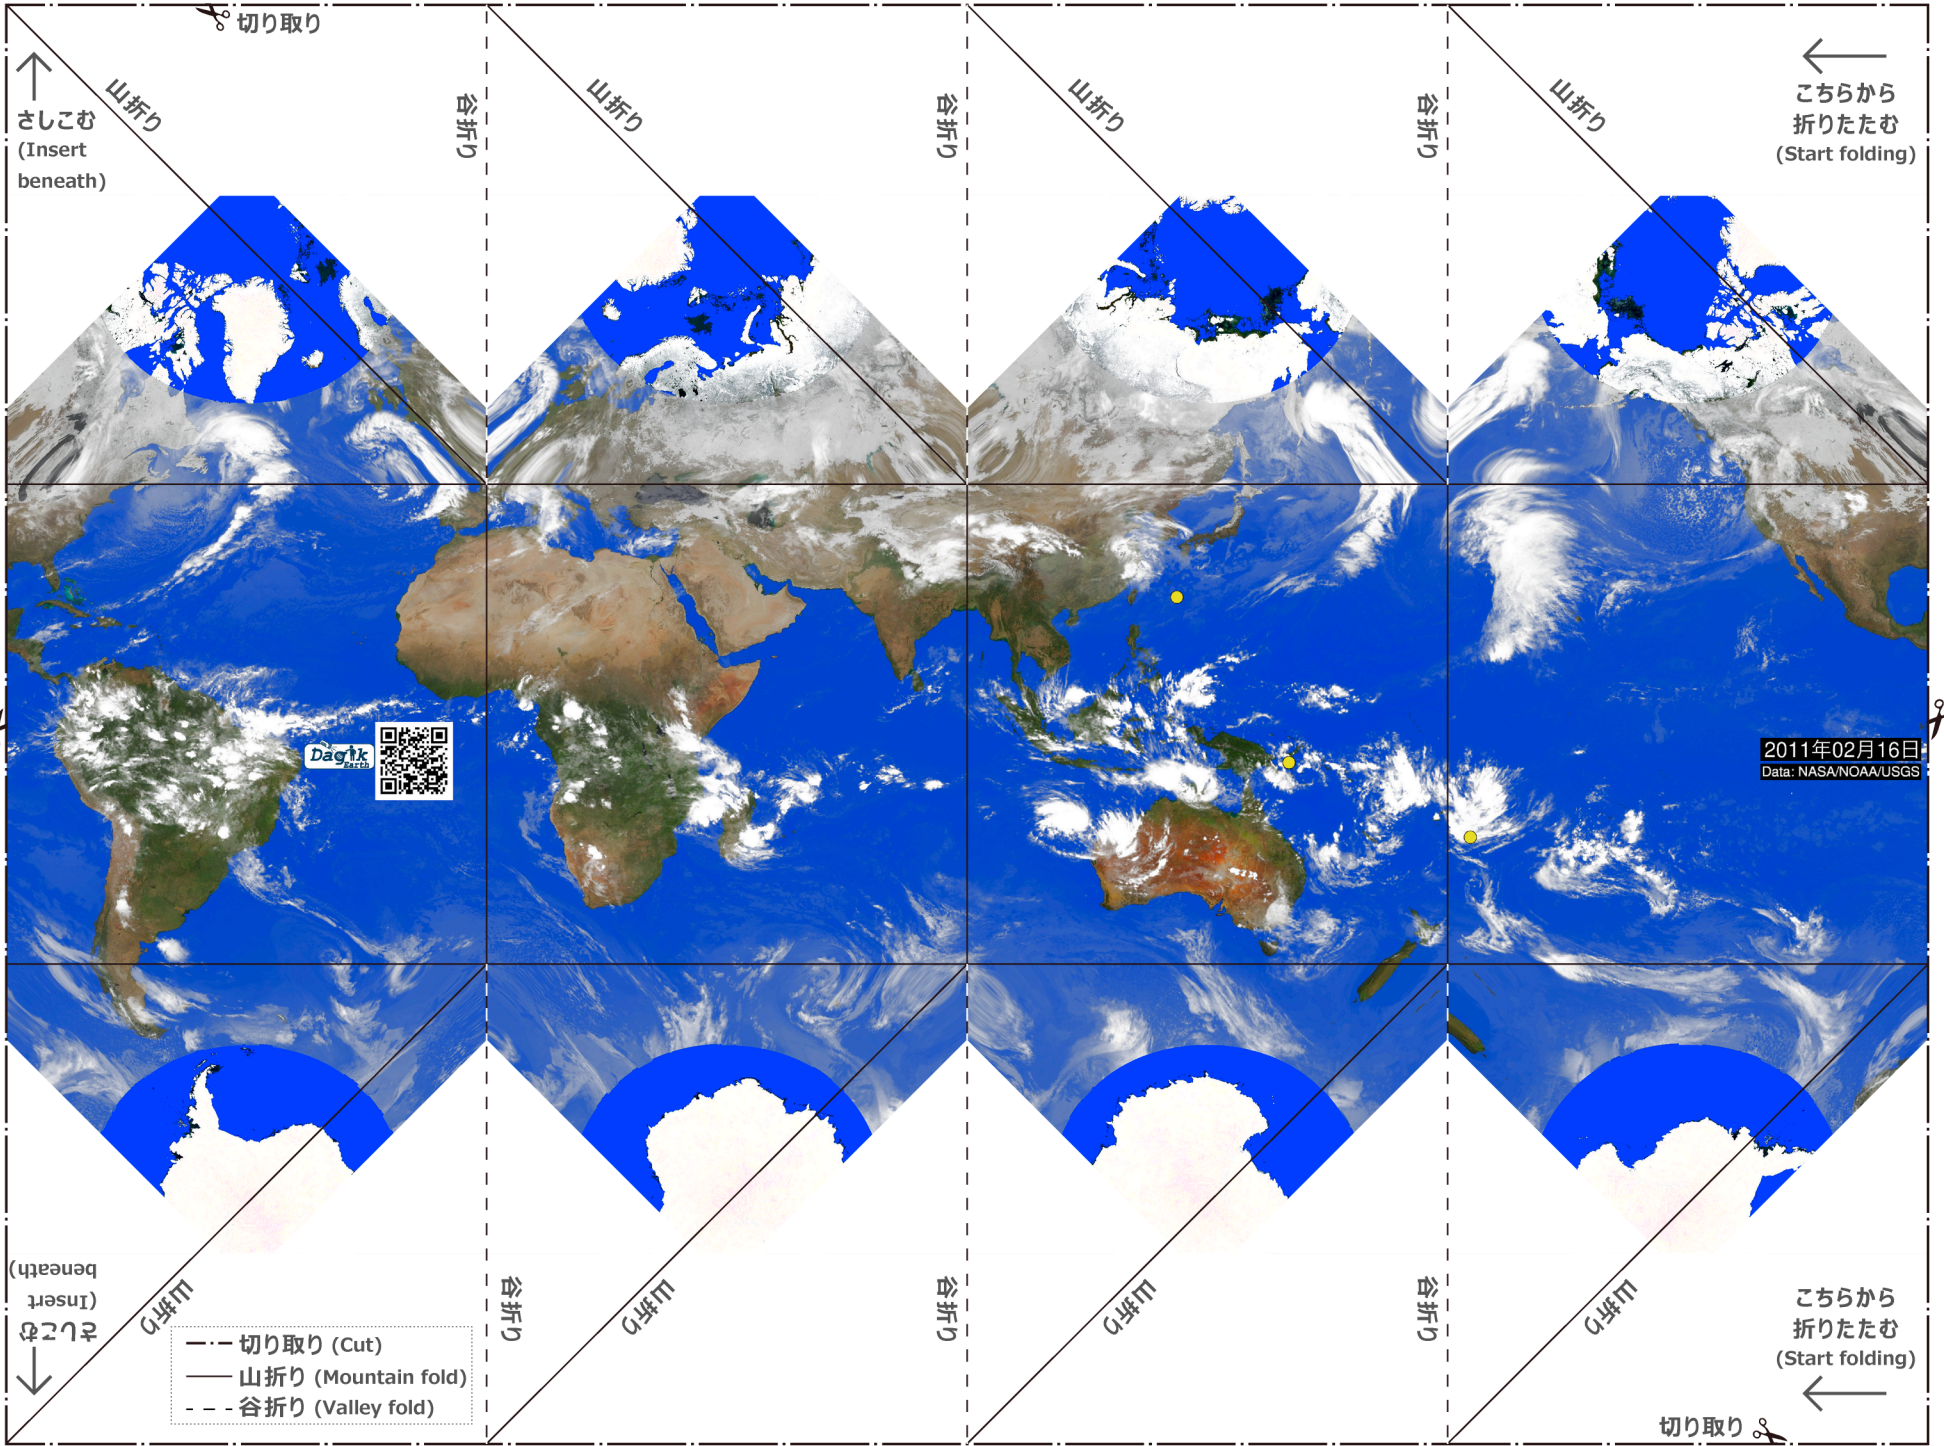 切り取り
山折り
谷折り
山折り
谷折り
山折り
谷折り
山折り
こちらから
折りたたむ
(Start folding)
さしこむ
(Insert
beneath)
Dagik
Earth
2011年02月16日
Data: NASA/NOAA/USGS
さしこむ
(Insert
beneath)
山折り
谷折り
山折り
谷折り
山折り
谷折り
山折り
こちらから
折りたたむ
(Start folding)
切り取り (Cut)
山折り (Mountain fold)
谷折り (Valley fold)
切り取り